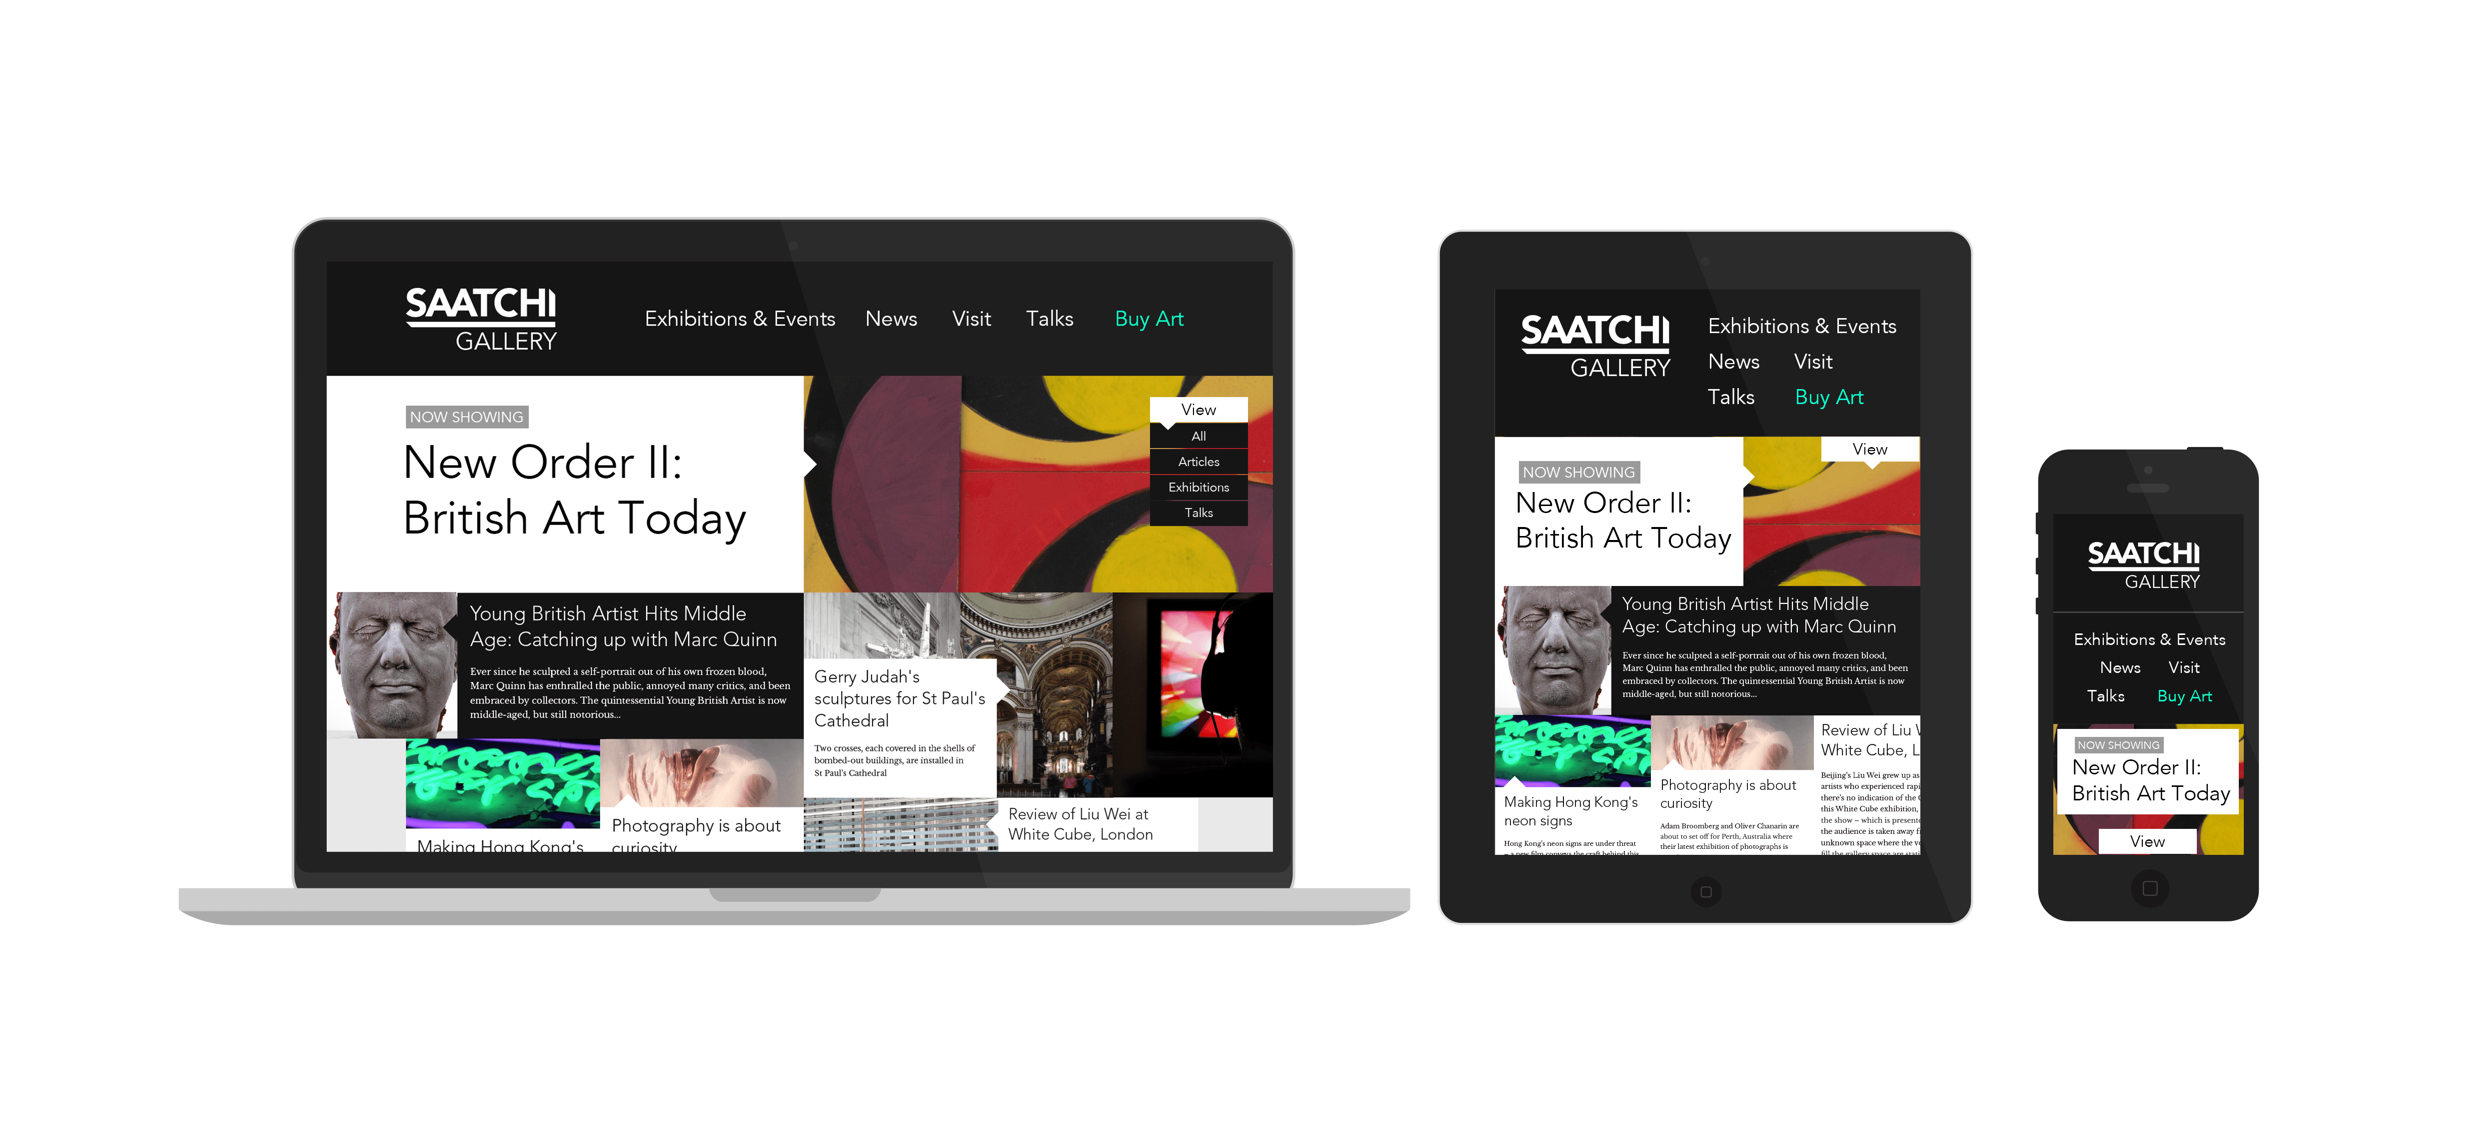 SAATCHI
GALLERY
Exhibitions & Events News Visit Talks Buy Art
NOW SHOWING
New Order II:
British Art Today
View
All
Articles
Exhibitions
Talks
Young British Artist Hits Middle
Age: Catching up with Marc Quinn
Ever since he sculpted a self-portrait out of his own frozen blood,
Marc Quinn has enthralled the public, annoyed many critics, and been
embraced by collectors. The quintessential Young British Artist is now
middle-aged, but still notorious...
Gerry Judah's
sculptures for St Paul's
Cathedral
Two crosses, each covered in the shells of
bombed-out buildings, are installed in
St Paul's Cathedral
Making Hong Kong's
Photography is about
curiosity
Review of Liu Wei at
White Cube, London
SAATCHI
GALLERY
Exhibitions & Events
News Visit
Talks Buy Art
NOW SHOWING
New Order II:
British Art Today
View
Young British Artist Hits Middle
Age: Catching up with Marc Quinn
Ever since he sculpted a self-portrait out of his own frozen blood,
Marc Quinn has enthralled the public, annoyed many critics, and been
embraced by collectors. The quintessential Young British Artist is now
middle-aged, but still notorious...
Making Hong Kong's
neon signs
Hong Kong's neon signs are under threat
– a new film conveys the craft behind this
Photography is about
curiosity
Adam Broomberg and Oliver Chanarin are
about to set off for Perth, Australia where
their latest exhibition of photographs is
Review of Liu
White Cube, L
Beijing's Liu Wei grew up as
artists who experienced rapi
there's no indication of the
this White Cube exhibition,
the show – which is present
the audience is taken away f
unknown space where the v
fill the gallery space are stati
SAATCHI
GALLERY
Exhibitions & Events
News Visit
Talks Buy Art
NOW SHOWING
New Order II:
British Art Today
View